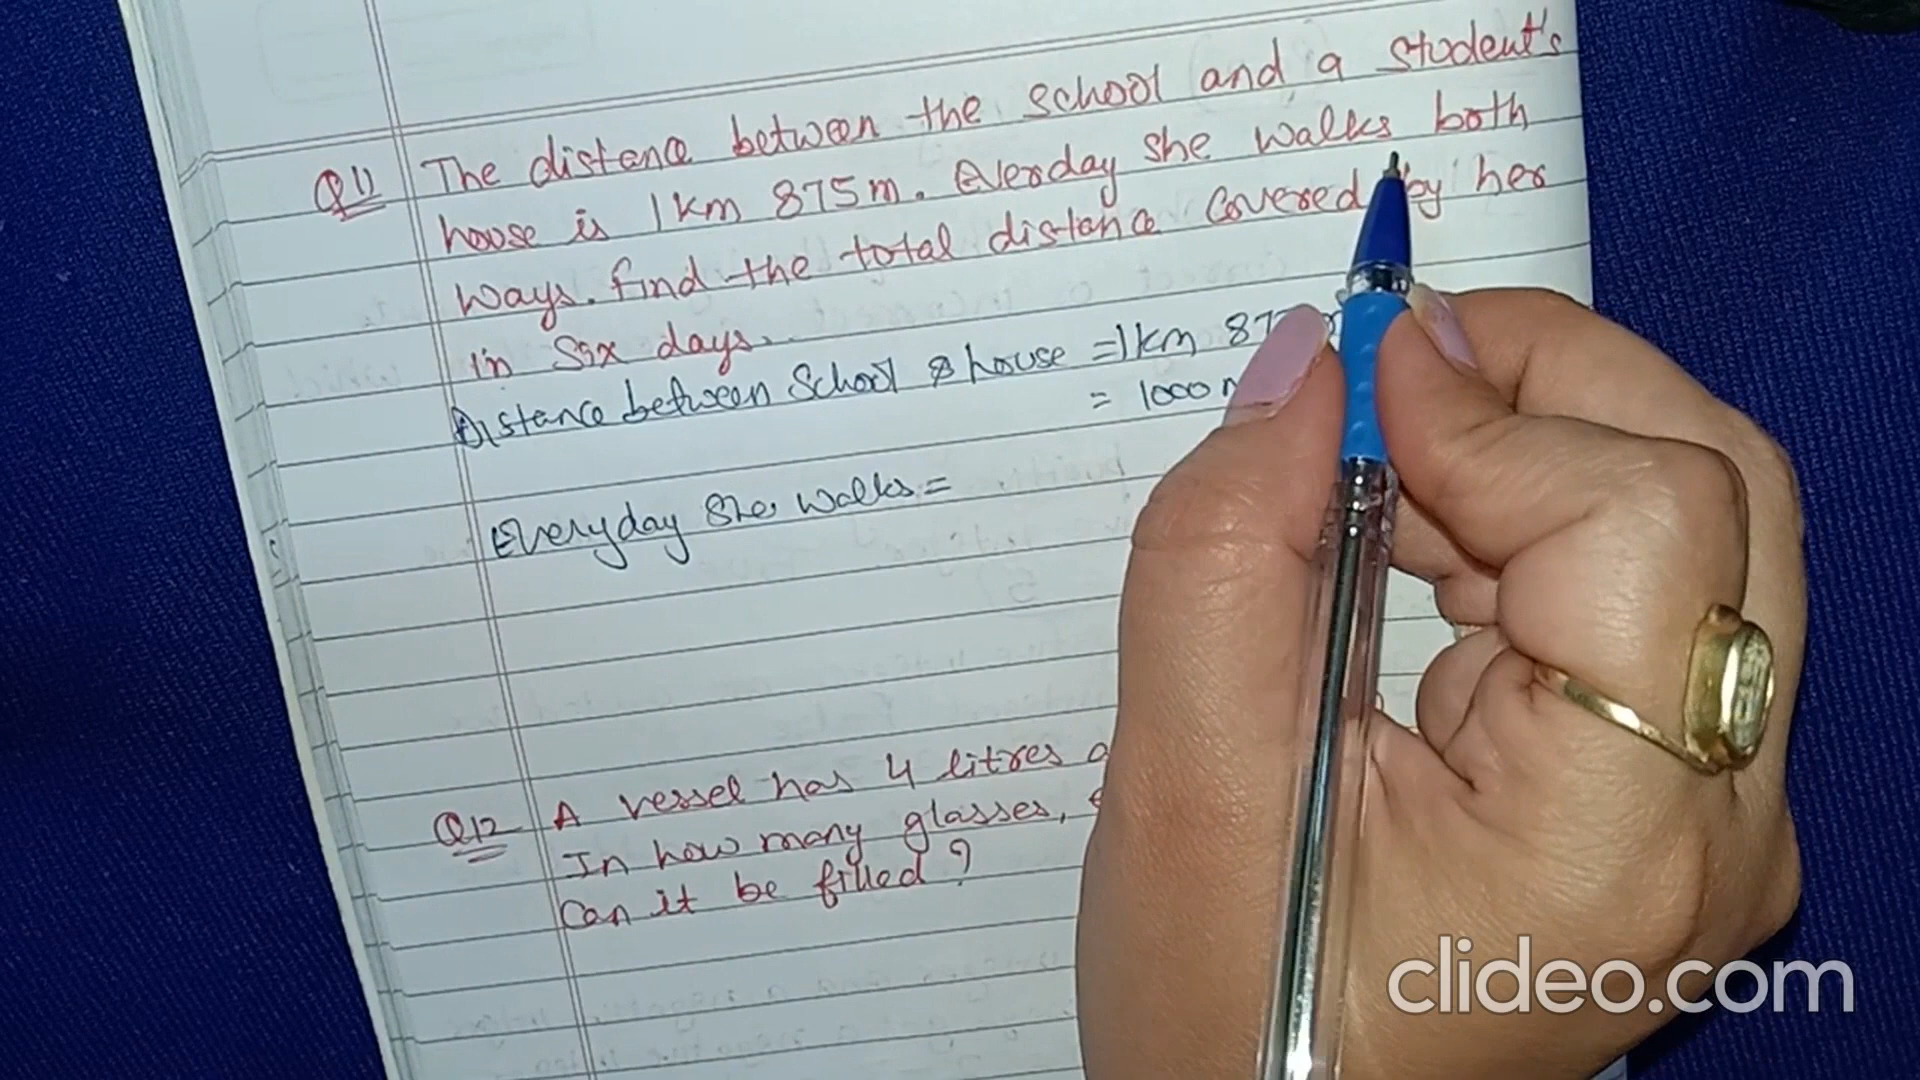 Q11 The distance between the school and a student's
house is 1km 875m. Everday she walks both
ways. find the total distance covered by her
in Six days.
Distance between School & house = 1km
= 1000
Everyday She walks =
Q12 A vessel has 4 litres
In how many glasses,
Can it be filled?
clideo.com